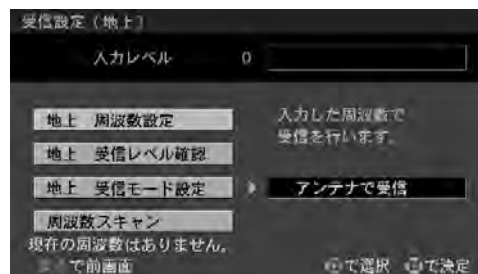 受信設定（地上）
入力レベル 0
地上 周波数設定
入力した周波数で
受信を行います。
地上 受信レベル確認
地上 受信モード設定
アンテナで受信
周波数スキャン
現在の周波数はありません。
で前画面 で選択 で決定